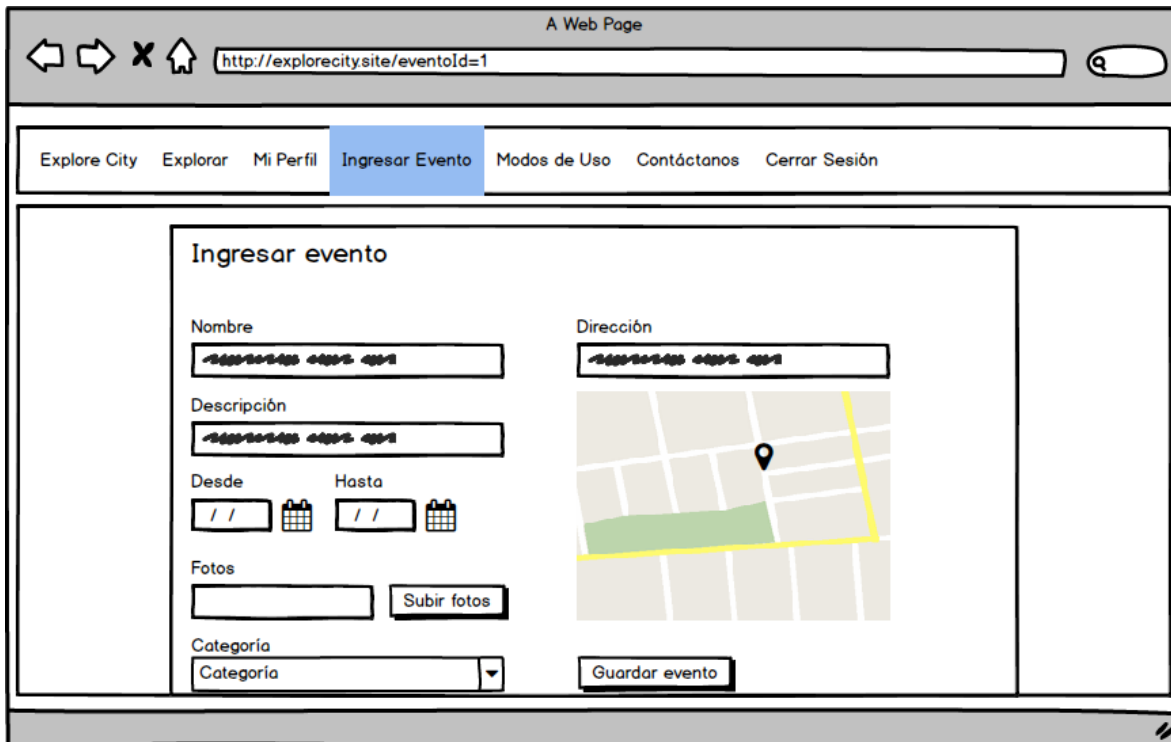 A Web Page
http://explorecity.site/eventoId=1
Explore City Explorar Mi Perfil Ingresar Evento Modos de Uso Contáctanos Cerrar Sesión
Ingresar evento
Nombre
Dirección
Descripción
Desde Hasta
/ / / /
Fotos
Subir fotos
Categoría
Categoría
Guardar evento